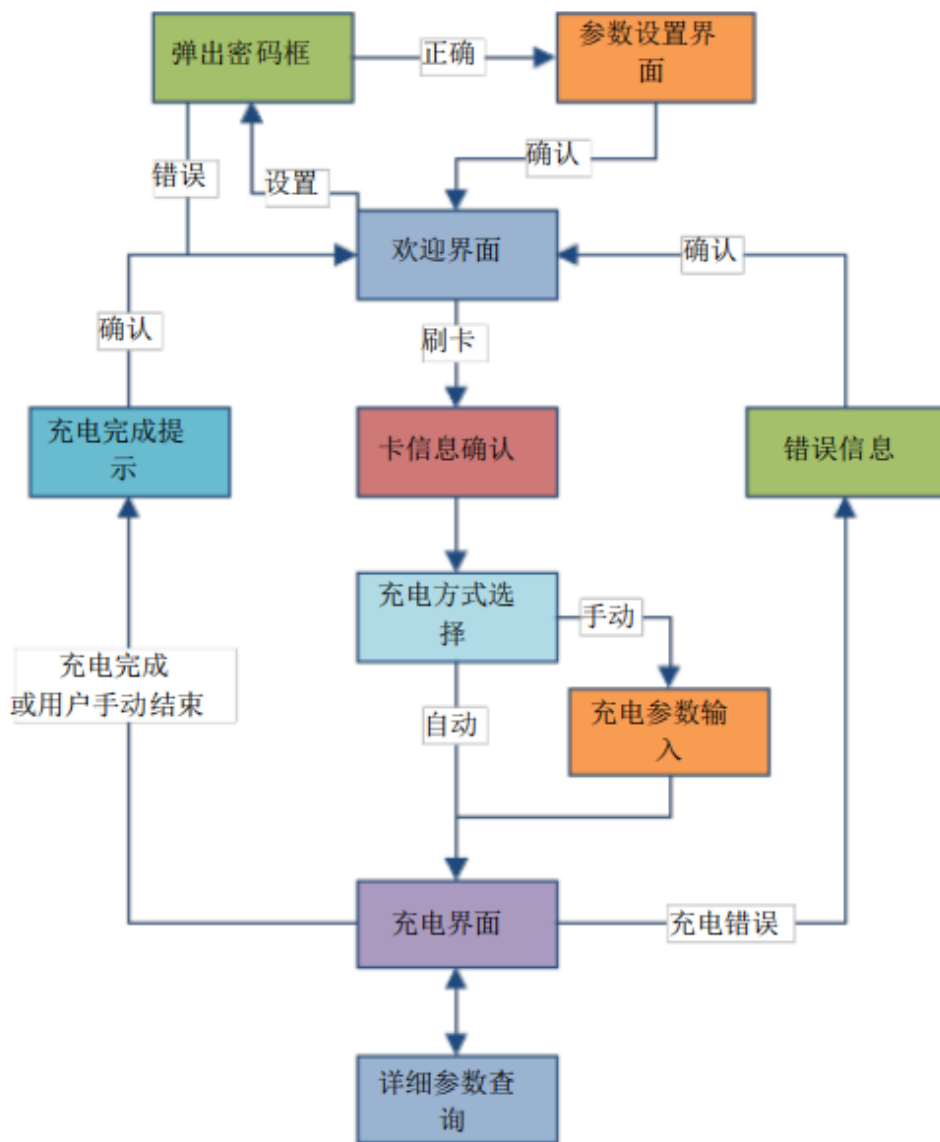 弹出密码框
正确
参数设置界
面
错误
设置
确认
欢迎界面
确认
确认
刷卡
充电完成提
示
卡信息确认
错误信息
充电方式选
择
手动
充电完成
或用户手动结束
自动
充电参数输
入
充电界面
充电错误
详细参数查
询